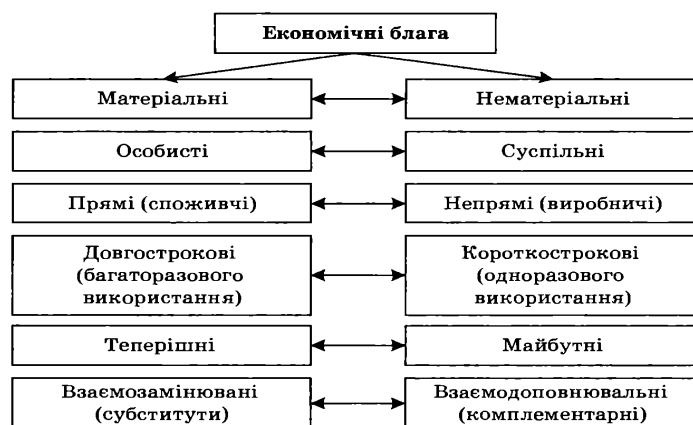 Економічні блага
Матеріальні
Нематеріальні
Особисті
Суспільні
Прямі (споживчі)
Непрямі (виробничі)
Довгострокові
(багаторазового
використання)
Короткострокові
(одноразового
використання)
Теперішні
Майбутні
Взаємозамінювані
(субститути)
Взаємодоповнювальні
(комплементарні)